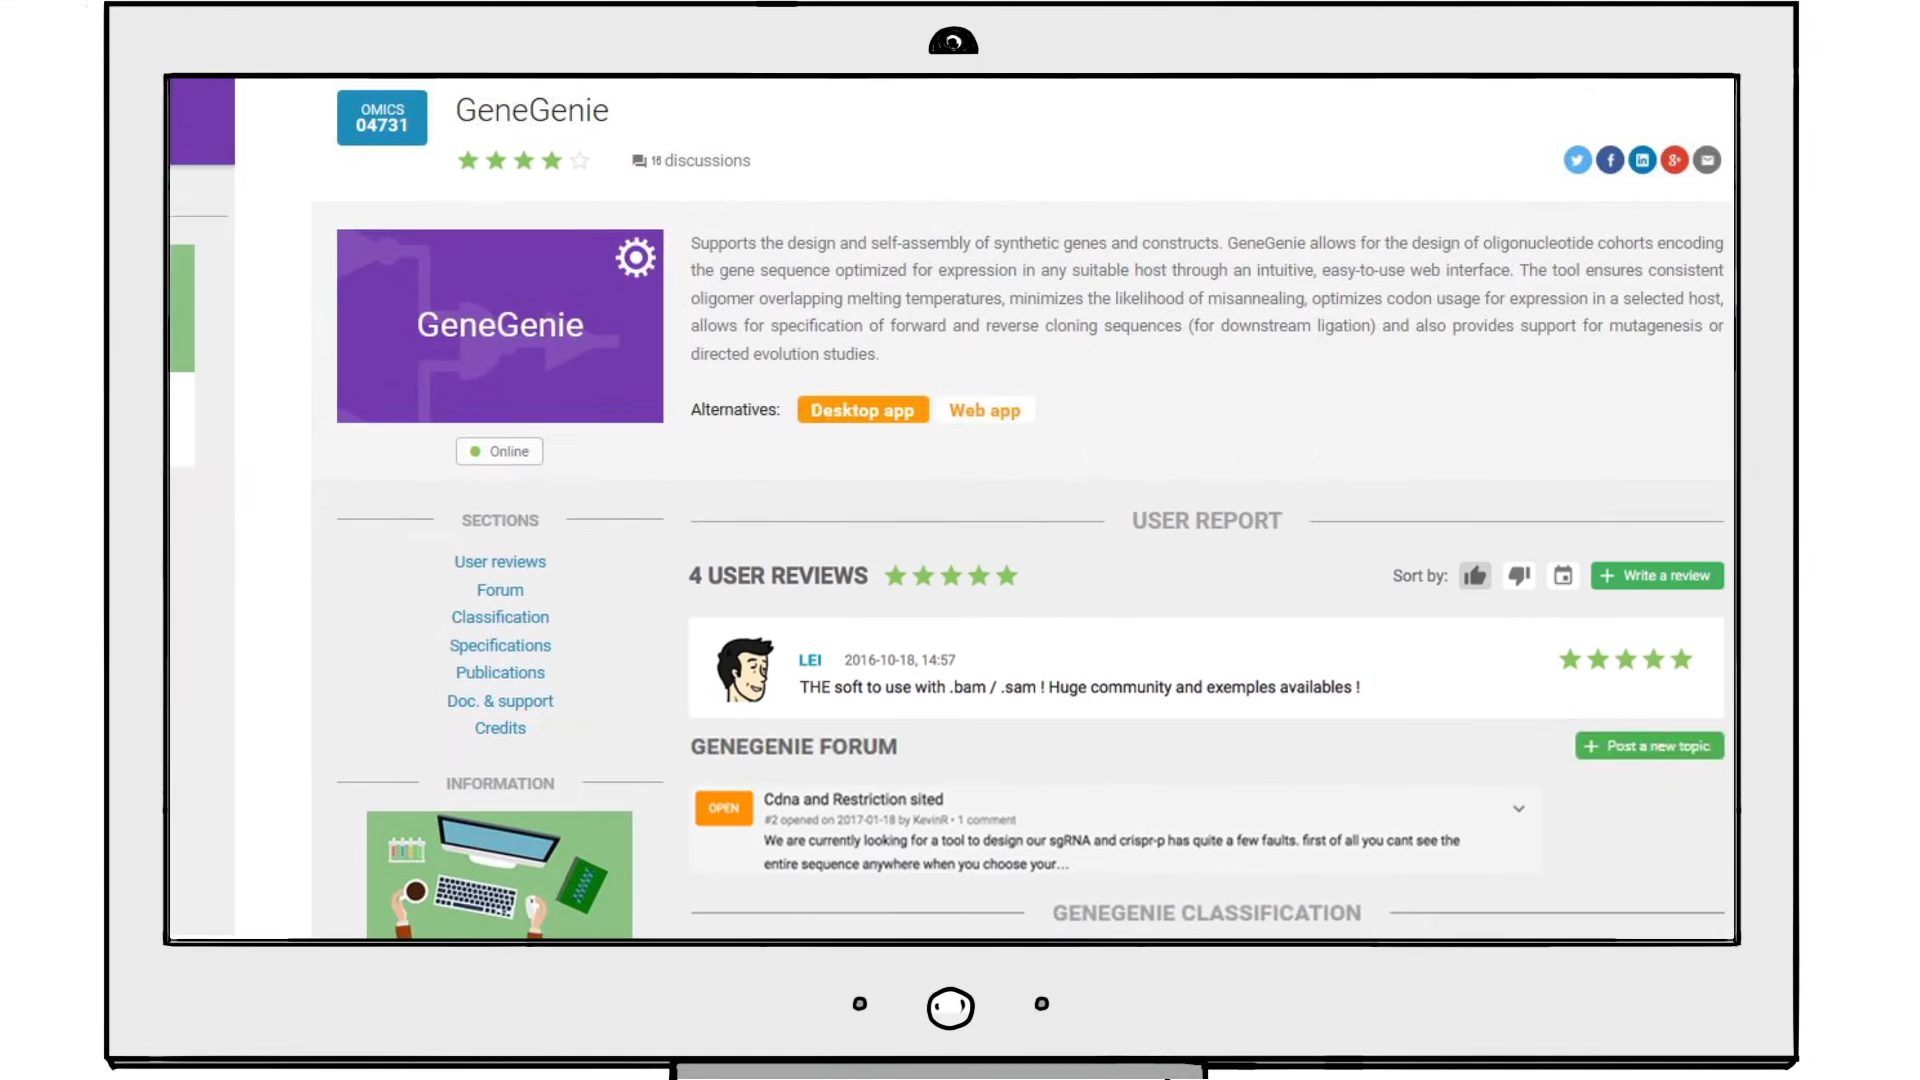 OMICS
04731
GeneGenie
16 discussions
Supports the design and self-assembly of synthetic genes and constructs. GeneGenie allows for the design of oligonucleotide cohorts encoding
the gene sequence optimized for expression in any suitable host through an intuitive, easy-to-use web interface. The tool ensures consistent
oligomer overlapping melting temperatures, minimizes the likelihood of misannealing, optimizes codon usage for expression in a selected host,
allows for specification of forward and reverse cloning sequences (for downstream ligation) and also provides support for mutagenesis or
directed evolution studies.
GeneGenie
Alternatives: Desktop app Web app
Online
SECTIONS
User reviews
Forum
Classification
Specifications
Publications
Doc. & support
Credits
INFORMATION
USER REPORT
4 USER REVIEWS
Sort by:
+ Write a review
LEI 2016-10-18, 14:57
THE soft to use with .bam / .sam ! Huge community and exemples availables !
GENEGENIE FORUM
+ Post a new topic
OPEN
Cdna and Restriction sited
#2 opened on 2017-01-18 by KevinR • 1 comment
We are currently looking for a tool to design our sgRNA and crispr-p has quite a few faults. first of all you cant see the
entire sequence anywhere when you choose your...
GENEGENIE CLASSIFICATION